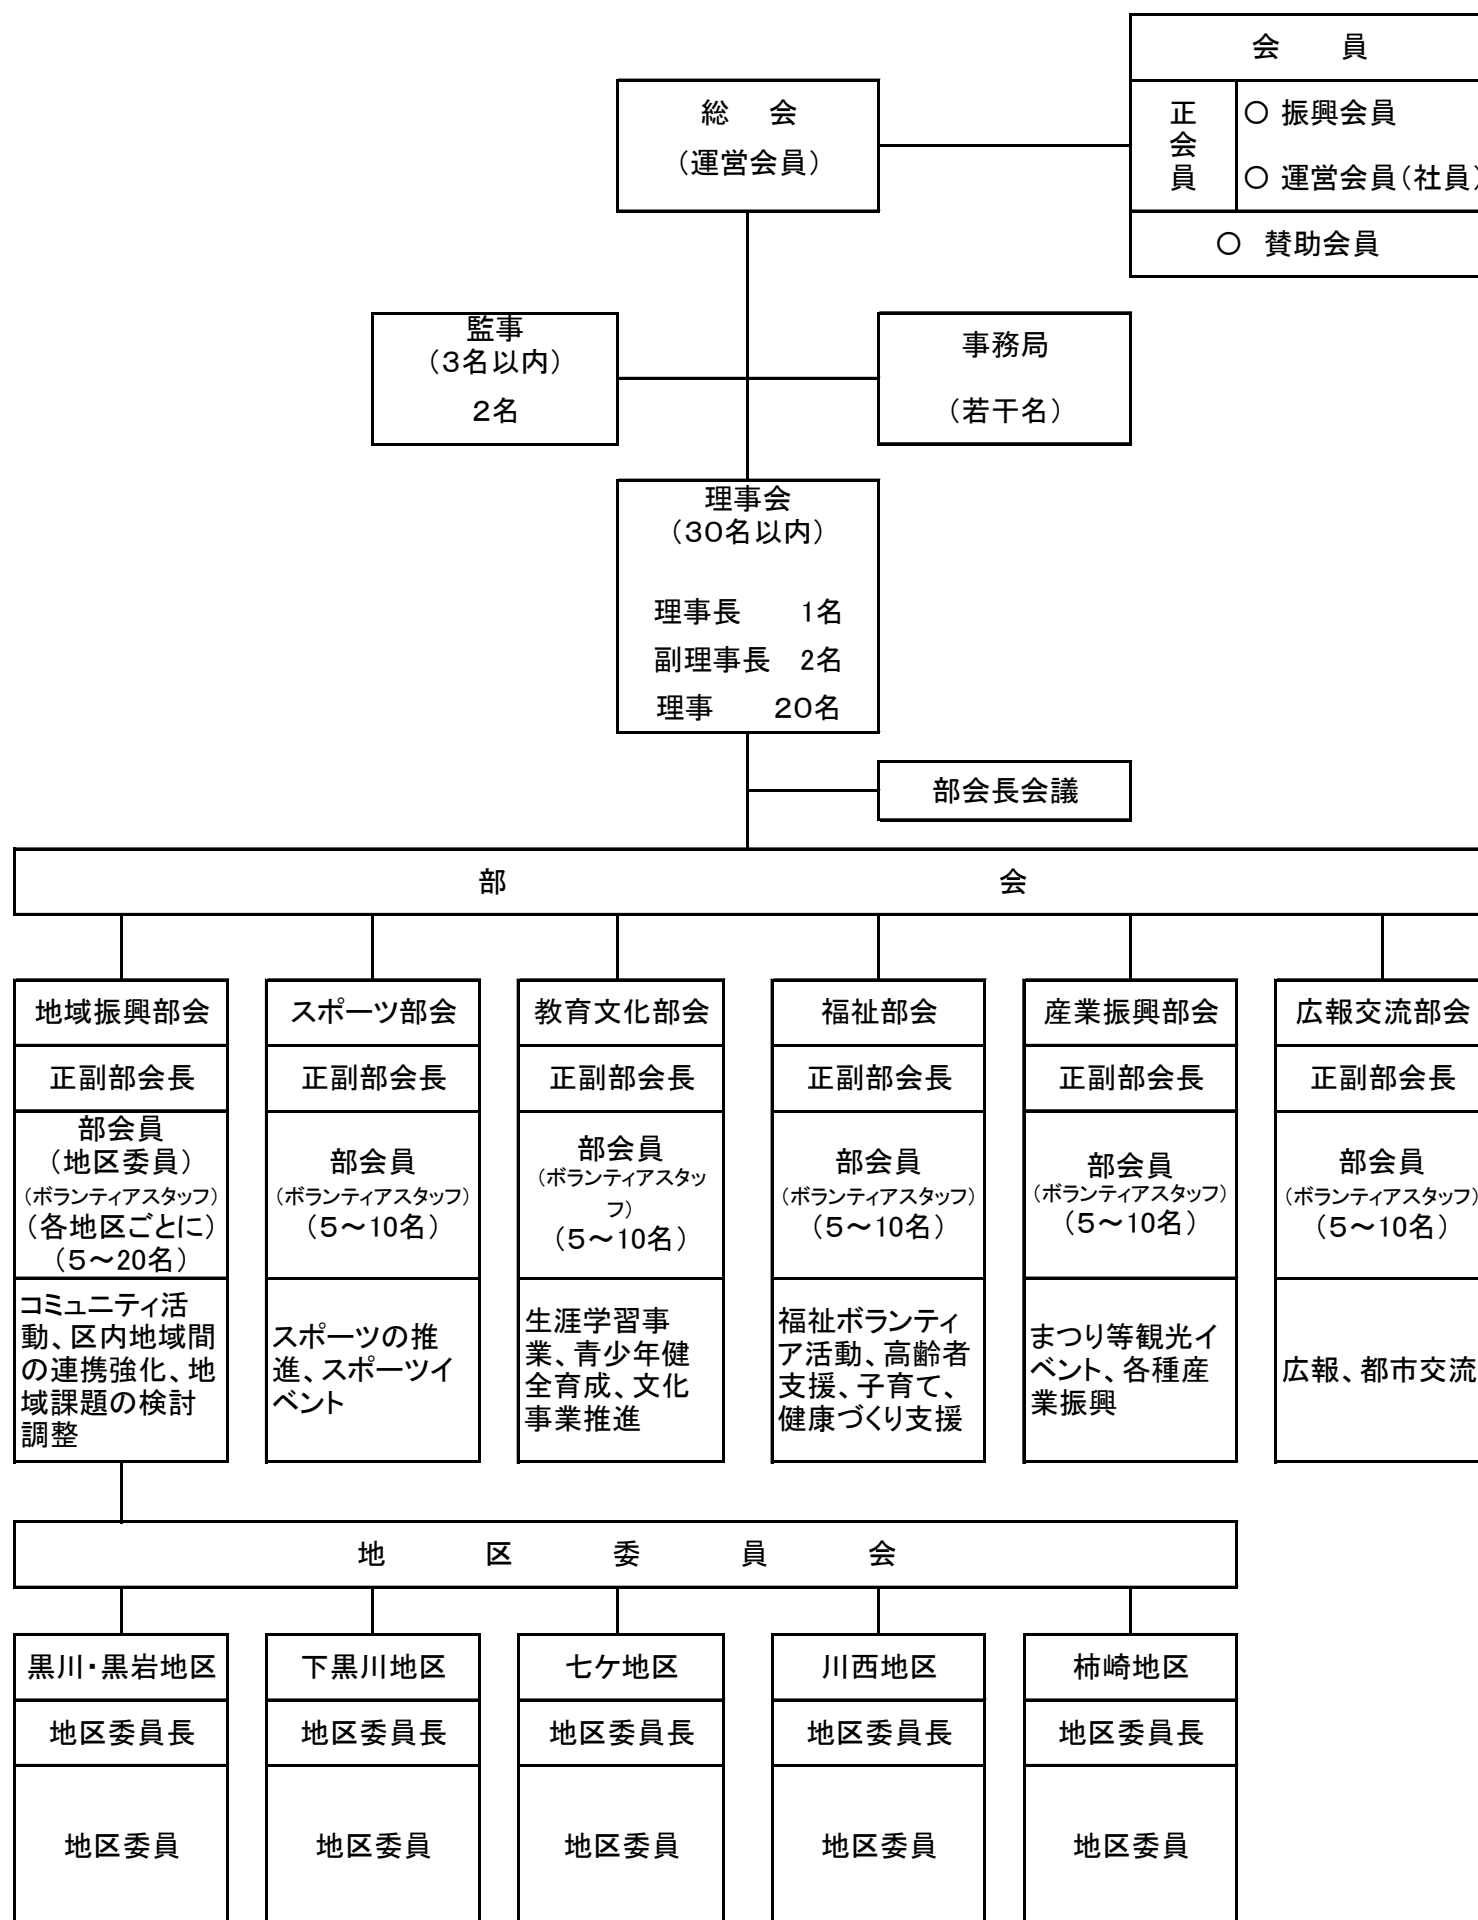 会　員
正会員
○ 振興会員
○ 運営会員（社員）
○ 賛助会員
総　会
（運営会員）
監事
（3名以内）
2名
事務局
（若干名）
理事会
（30名以内）
理事長　1名
副理事長　2名
理事　20名
部会長会議
部　会
地域振興部会
正副部会長
部会員
（地区委員）
（ボランティアスタッフ）
（各地区ごとに）
（5～20名）
コミュニティ活
動、区内地域間
の連携強化、地
域課題の検討
調整
スポーツ部会
正副部会長
部会員
（ボランティアスタッフ）
（5～10名）
スポーツの推
進、スポーツイ
ベント
教育文化部会
正副部会長
部会員
（ボランティアスタッ
フ）
（5～10名）
生涯学習事
業、青少年健
全育成、文化
事業推進
福祉部会
正副部会長
部会員
（ボランティアスタッフ）
（5～10名）
福祉ボランティ
ア活動、高齢者
支援、子育て、
健康づくり支援
産業振興部会
正副部会長
部会員
（ボランティアスタッフ）
（5～10名）
まつり等観光イ
ベント、各種産
業振興
広報交流部会
正副部会長
部会員
（ボランティアスタッフ）
（5～10名）
広報、都市交流
地　区　委　員　会
黒川・黒岩地区
地区委員長
地区委員
下黒川地区
地区委員長
地区委員
七ケ地区
地区委員長
地区委員
川西地区
地区委員長
地区委員
柿崎地区
地区委員長
地区委員